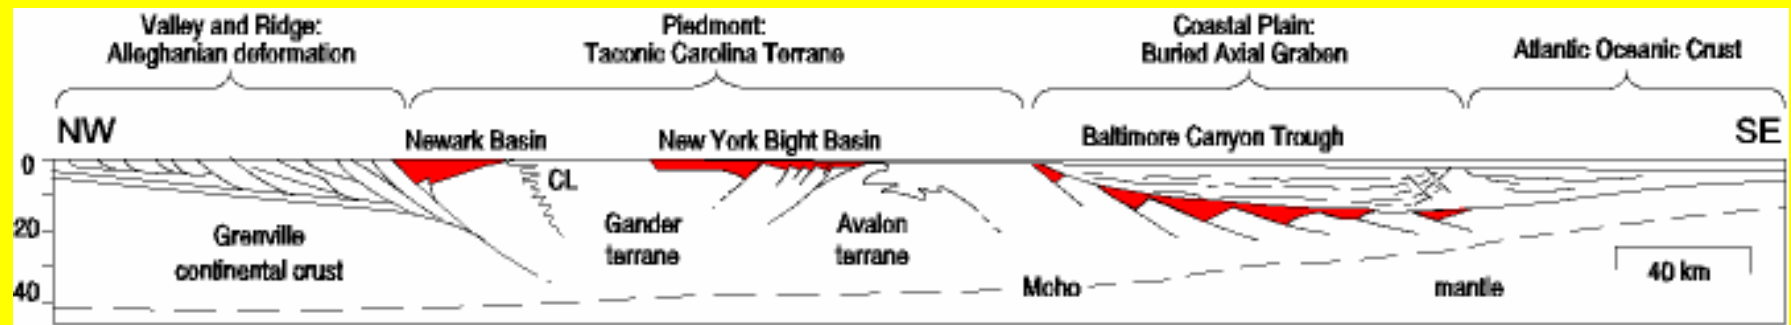 Valley and Ridge:
Alleghanian deformation
Piedmont:
Taconic Carolina Terrane
Coastal Plain:
Buried Axial Graben
Atlantic Oceanic Crust
NW
SE
Newark Basin
New York Bight Basin
Baltimore Canyon Trough
0
20
40
CL
Grenville
continental crust
Gander
terrane
Avalon
terrane
Moho
mantle
40 km